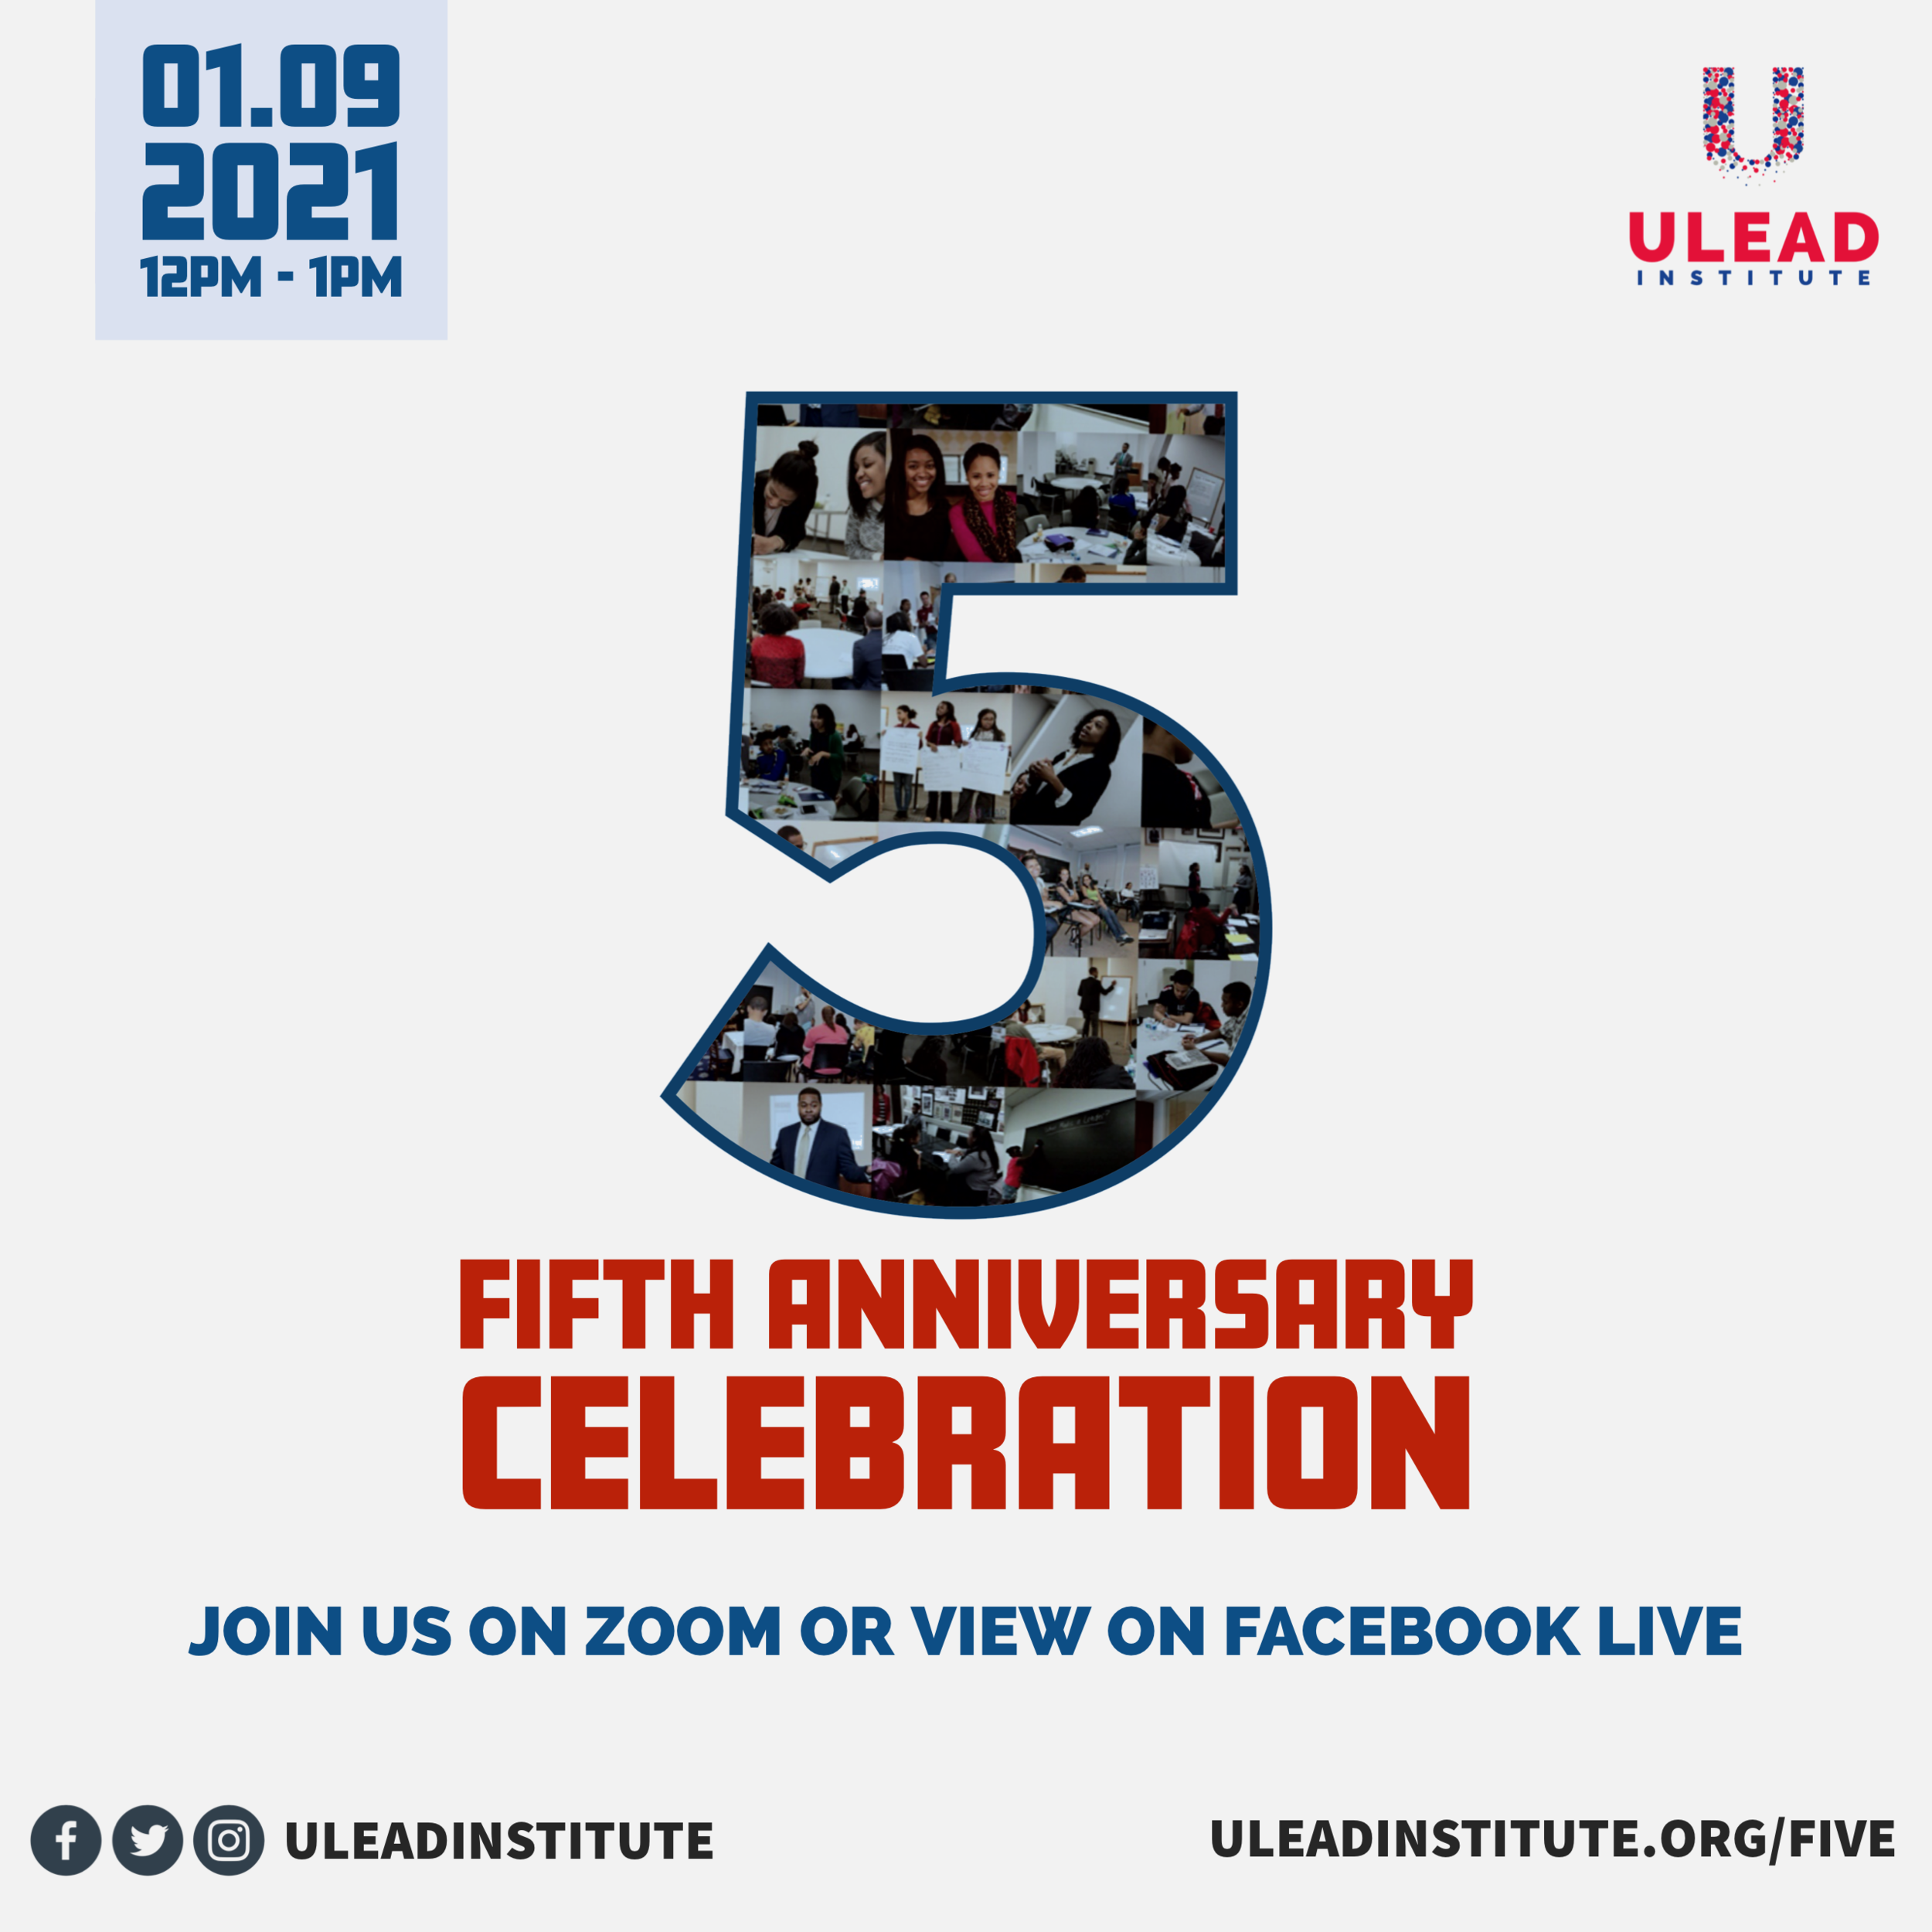 01.09
2021
12PM - 1PM
U
ULEAD
INSTITUTE
5
FIFTH ANNIVERSARY
CELEBRATION
JOIN US ON ZOOM OR VIEW ON FACEBOOK LIVE
ULEADINSTITUTE
ULEADINSTITUTE.ORG/FIVE